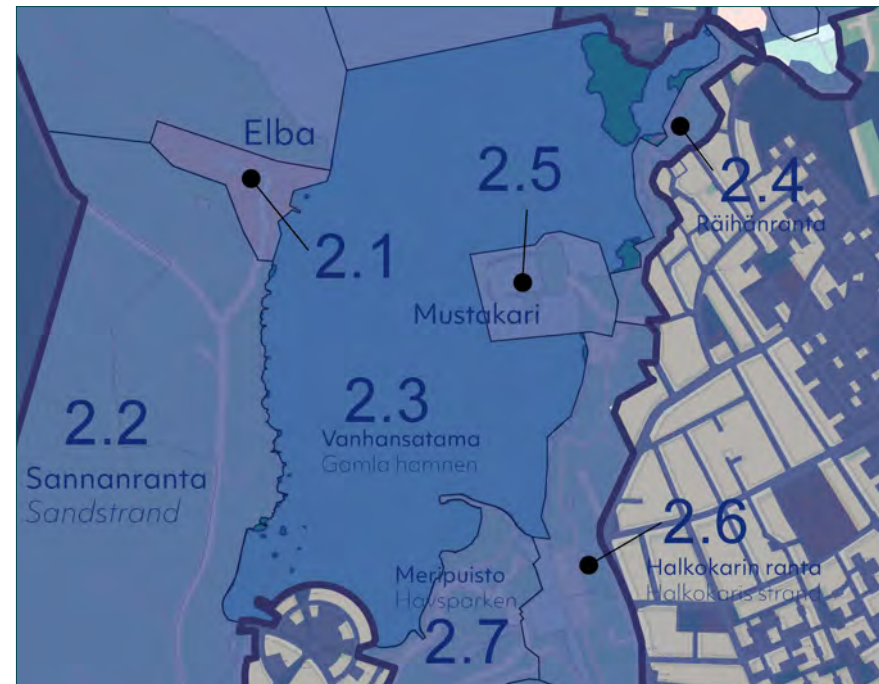 Elba
2.5
2.4
Räihänranta
2.1
Mustakari
2.3
Vanhansatama
Gamla hamnen
2.2
Sannanranta
Sandstrand
2.6
Halkokarin ranta
Halkokaris strand
Meripuisto
Havsparken
2.7